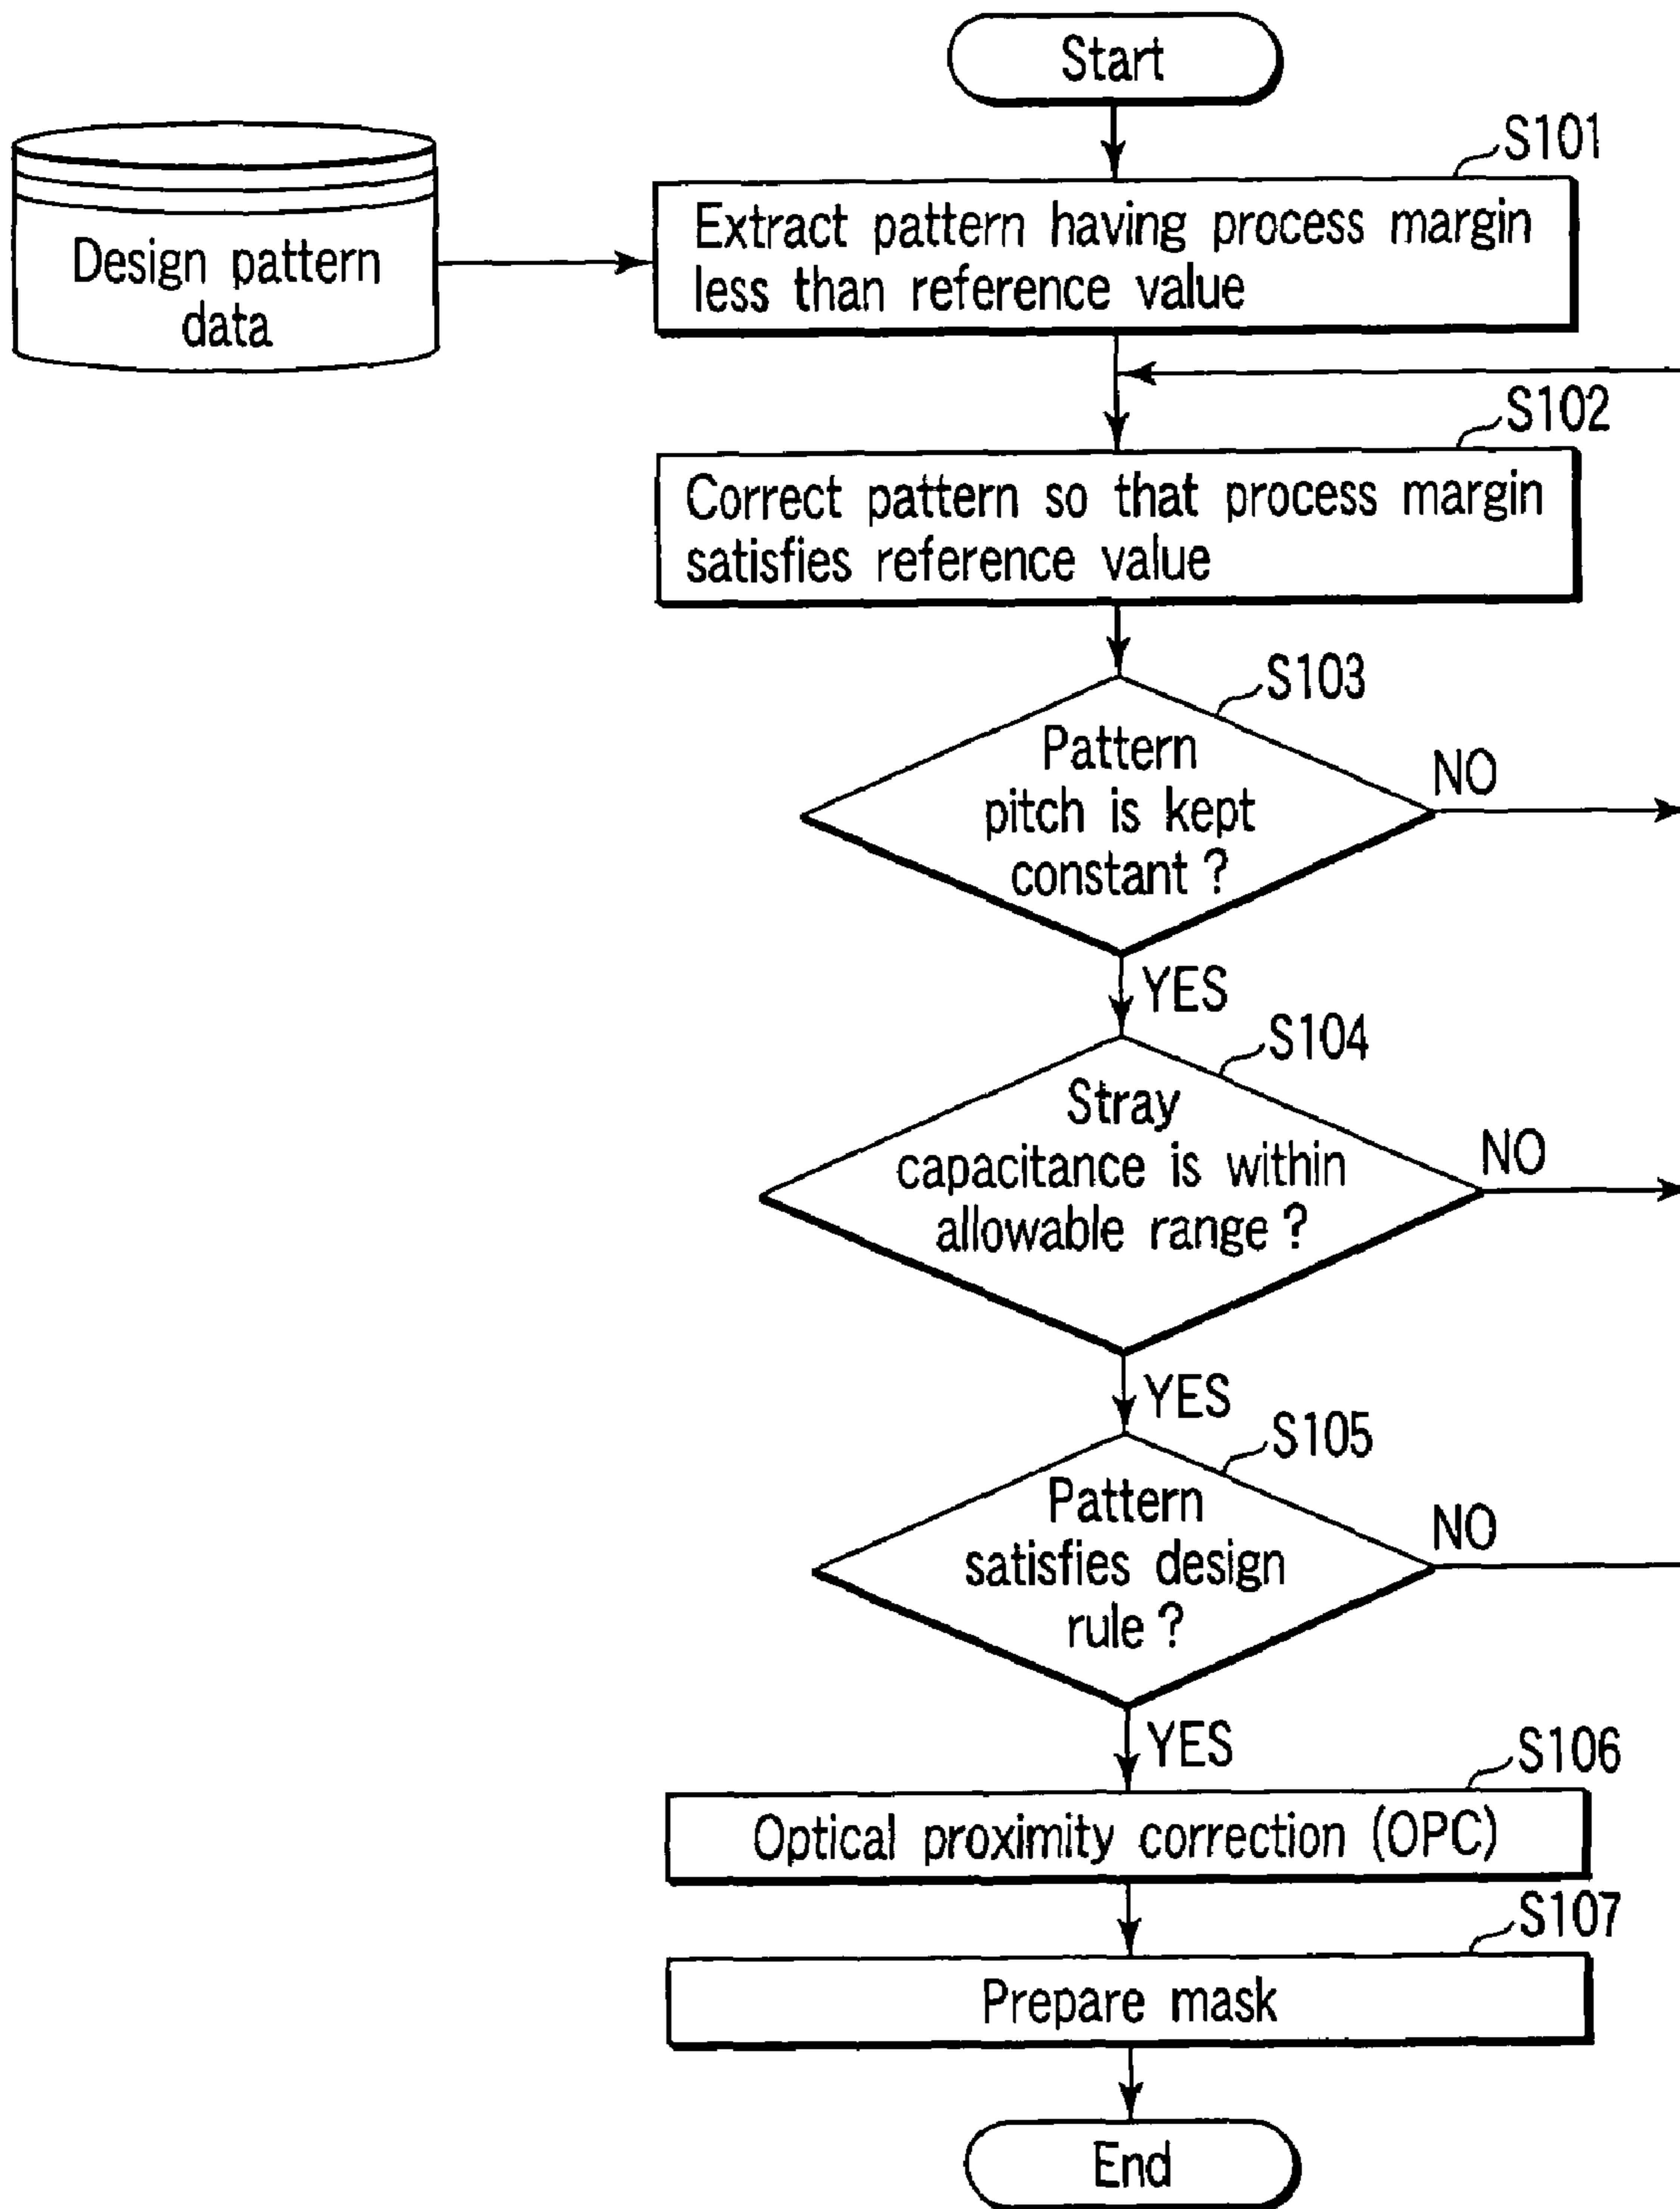 Start
S101
Design pattern
data
Extract pattern having process margin
less than reference value
S102
Correct pattern so that process margin
satisfies reference value
S103
Pattern
pitch is kept
constant ?
NO
YES
S104
Stray
capacitance is within
allowable range ?
NO
YES
S105
Pattern
satisfies design
rule ?
NO
YES
S106
Optical proximity correction (OPC)
S107
Prepare mask
End